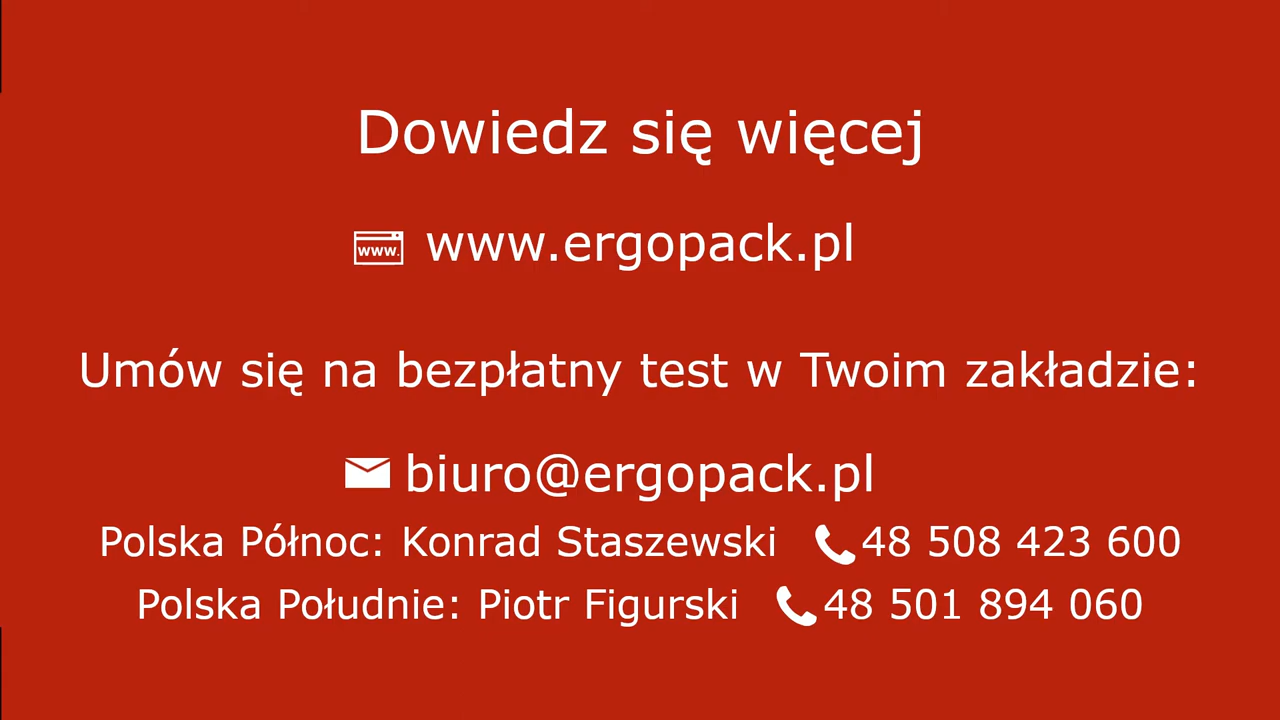 Dowiedz się więcej
www. www.ergopack.pl
Umów się na bezpłatny test w Twoim zakładzie:
biuro@ergopack.pl
Polska Północ: Konrad Staszewski 48 508 423 600
Polska Południe: Piotr Figurski 48 501 894 060